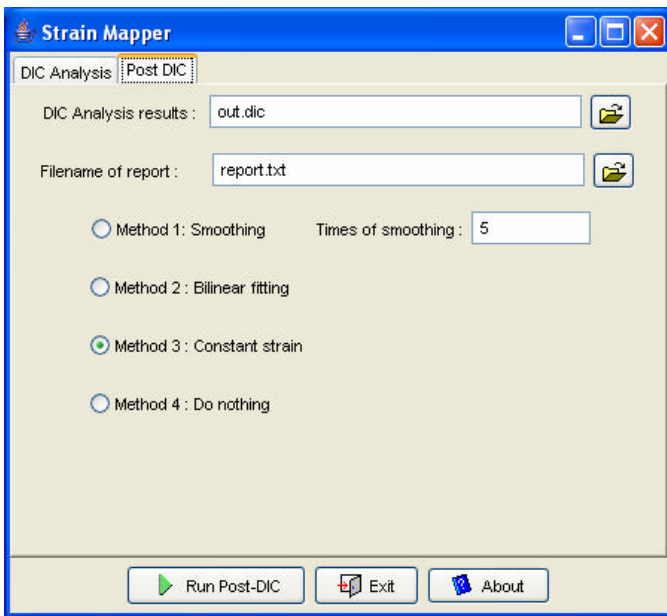 Strain Mapper
DIC Analysis Post DIC
DIC Analysis results : out.dic
Filename of report : report.txt
Method 1: Smoothing Times of smoothing : 5
Method 2 : Bilinear fitting
Method 3 : Constant strain
Method 4 : Do nothing
Run Post-DIC Exit About